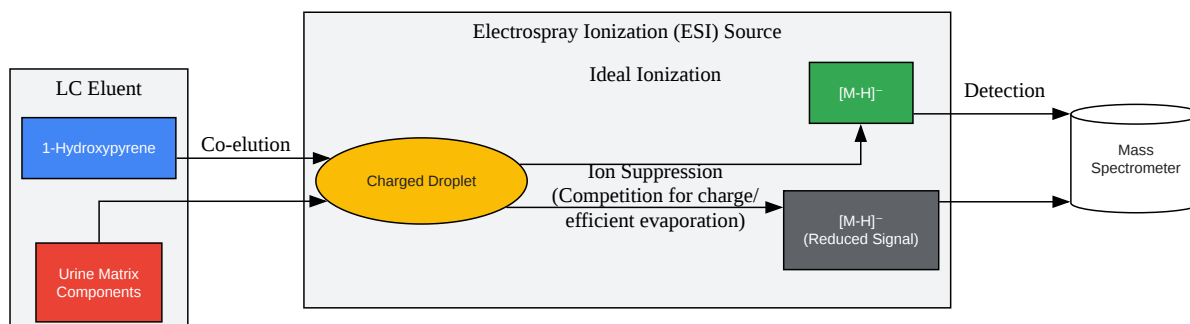 Electrospray Ionization (ESI) Source
LC Eluent
1-Hydroxypyrene
Urine Matrix
Components
Co-elution
Charged Droplet
Ideal Ionization
Ion Suppression
(Competition for charge/
efficient evaporation)
[M-H]⁻
[M-H]⁻
(Reduced Signal)
Detection
Mass
Spectrometer